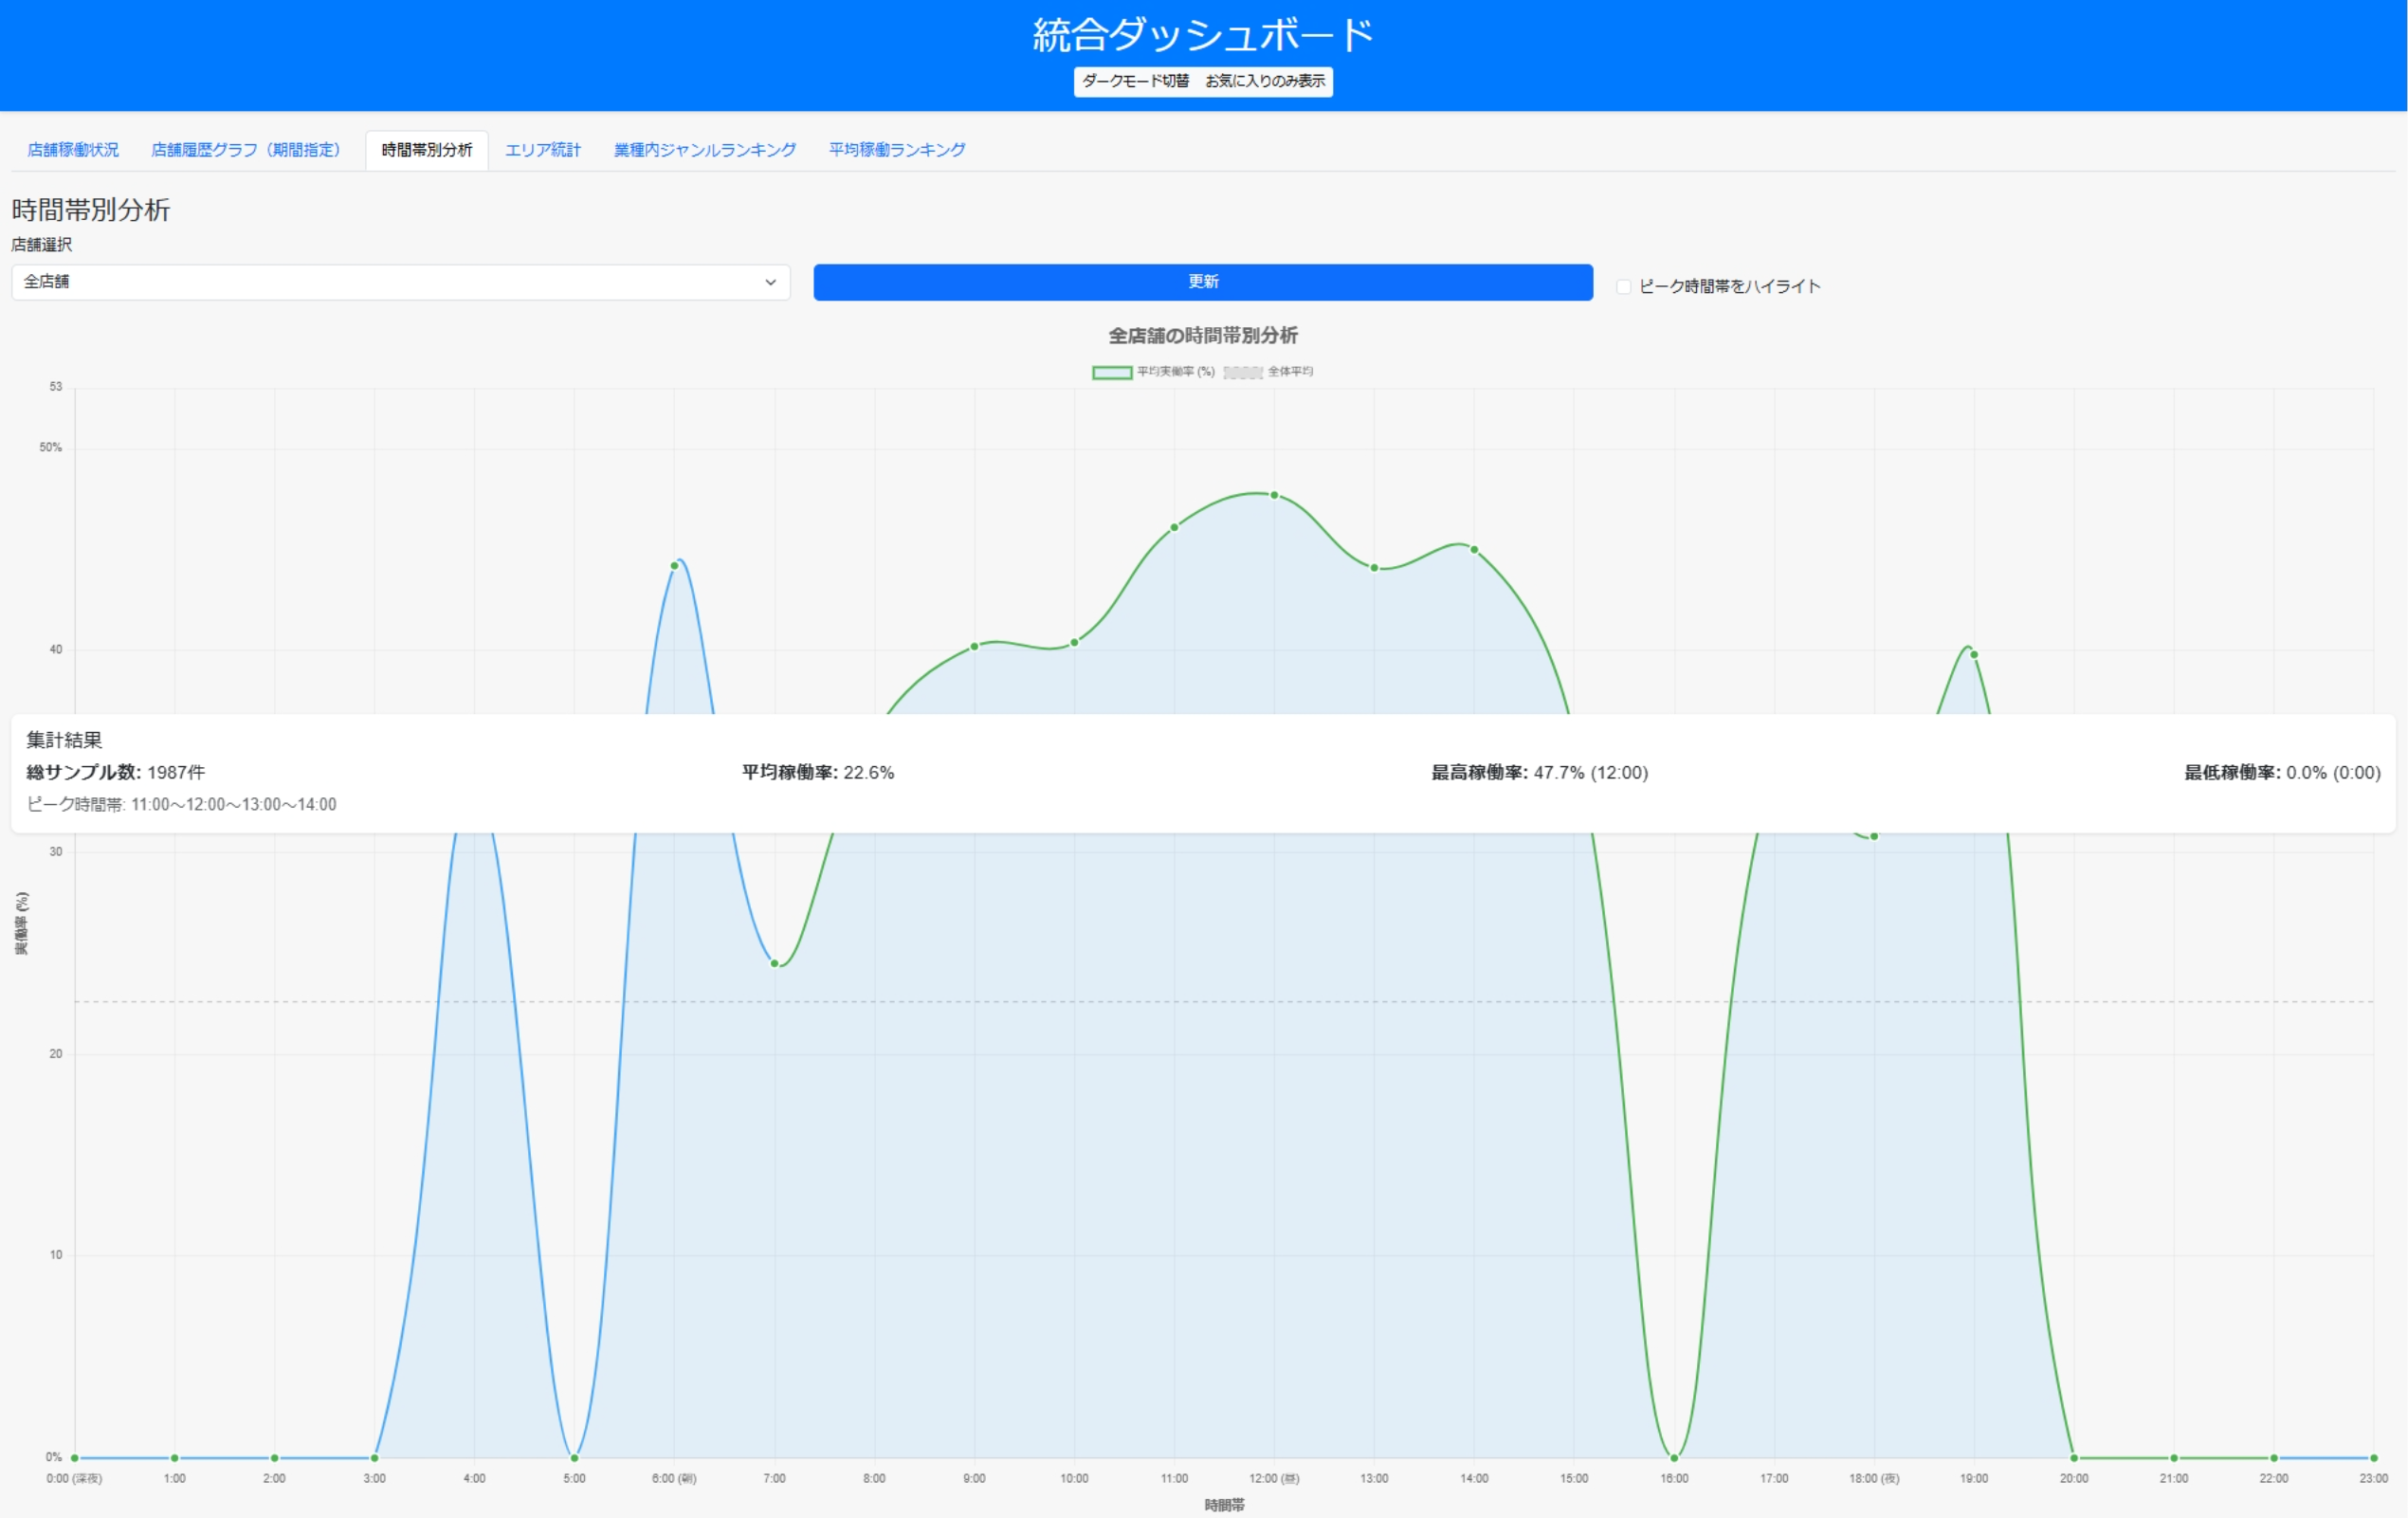 統合ダッシュボード
ダークモード切替 お気に入りのみ表示
店舗稼働状況 店舗履歴グラフ（期間指定） 時間帯別分析 エリア統計 業種内ジャンルランキング 平均稼働ランキング
時間帯別分析
店舗選択
全店舗 更新 ピーク時間帯をハイライト
全店舗の時間帯別分析
平均実働率 (%) 全体平均
53
50%
40
集計結果
総サンプル数: 1987件 平均稼働率: 22.6% 最高稼働率: 47.7% (12:00) 最低稼働率: 0.0% (0:00)
ピーク時間帯: 11:00～12:00～13:00～14:00
30
実働率 (%)
20
10
0%
0:00 (深夜) 1:00 2:00 3:00 4:00 5:00 6:00 (朝) 7:00 8:00 9:00 10:00 11:00 12:00 (昼) 13:00 14:00 15:00 16:00 17:00 18:00 (夜) 19:00 20:00 21:00 22:00 23:00
時間帯